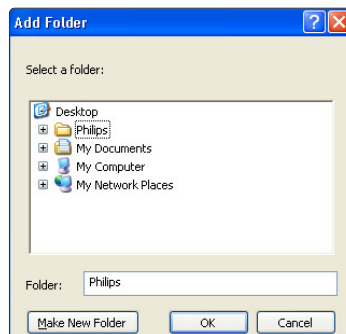 Add Folder
Select a folder:
Desktop
Philips
My Documents
My Computer
My Network Places
Folder: Philips
Make New Folder OK Cancel